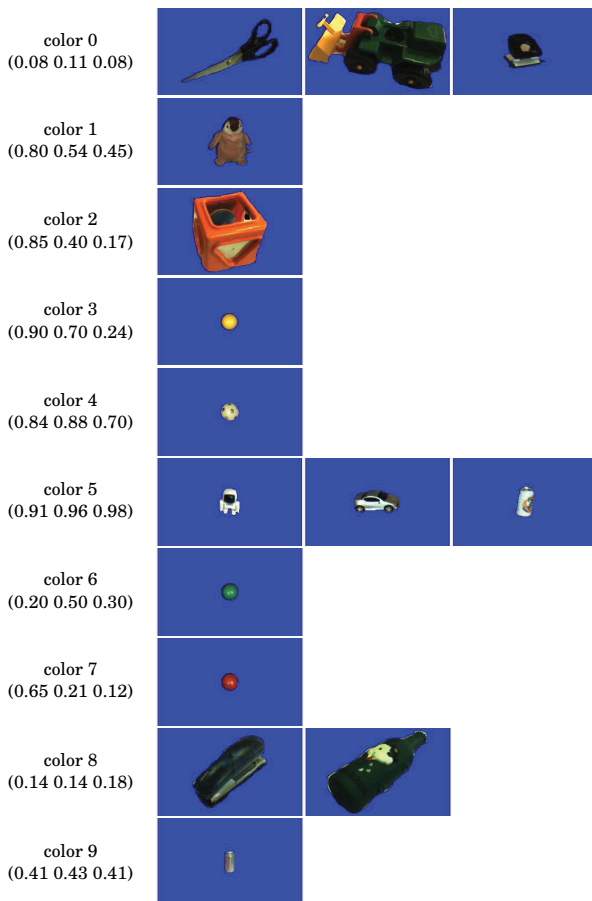 color 0
(0.08 0.11 0.08)
color 1
(0.80 0.54 0.45)
color 2
(0.85 0.40 0.17)
color 3
(0.90 0.70 0.24)
color 4
(0.84 0.88 0.70)
color 5
(0.91 0.96 0.98)
color 6
(0.20 0.50 0.30)
color 7
(0.65 0.21 0.12)
color 8
(0.14 0.14 0.18)
color 9
(0.41 0.43 0.41)